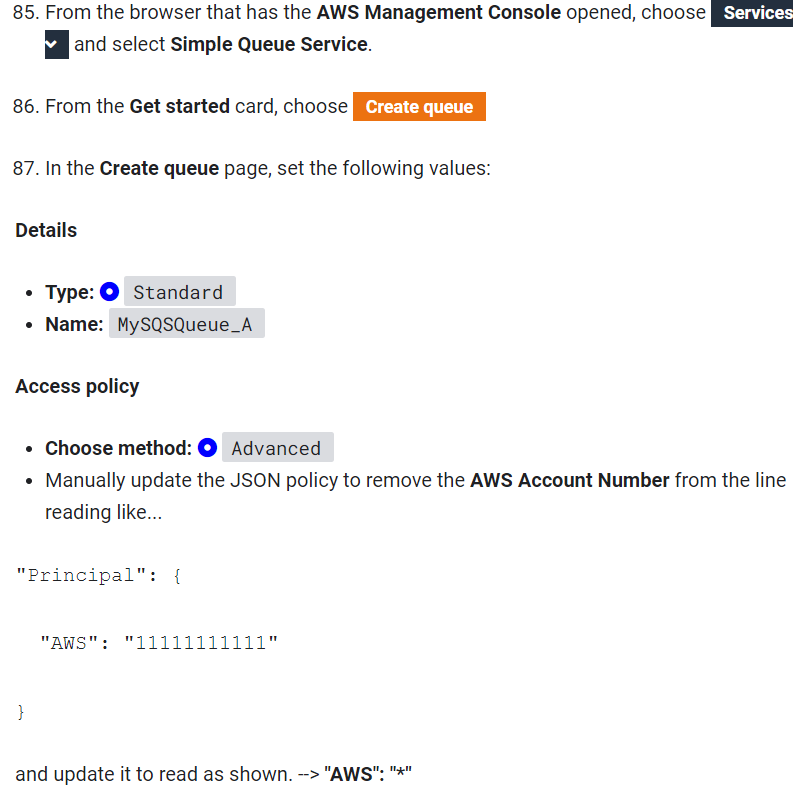 85. From the browser that has the AWS Management Console opened, choose Services
and select Simple Queue Service.
86. From the Get started card, choose Create queue
87. In the Create queue page, set the following values:
Details
• Type: Standard
• Name: MySQSQueue_A
Access policy
• Choose method: Advanced
• Manually update the JSON policy to remove the AWS Account Number from the line
reading like...
"Principal": {
"AWS": "11111111111"
}
and update it to read as shown. --> "AWS": "*"